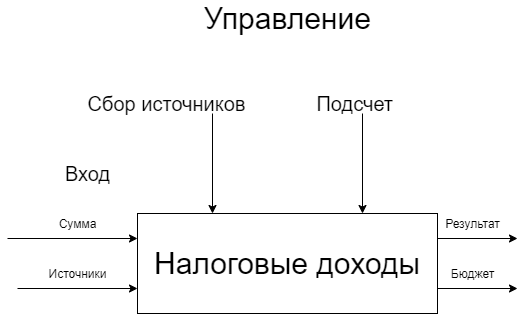 Управление
Сбор источников
Подсчет
Вход
Сумма
Результат
Налоговые доходы
Источники
Бюджет